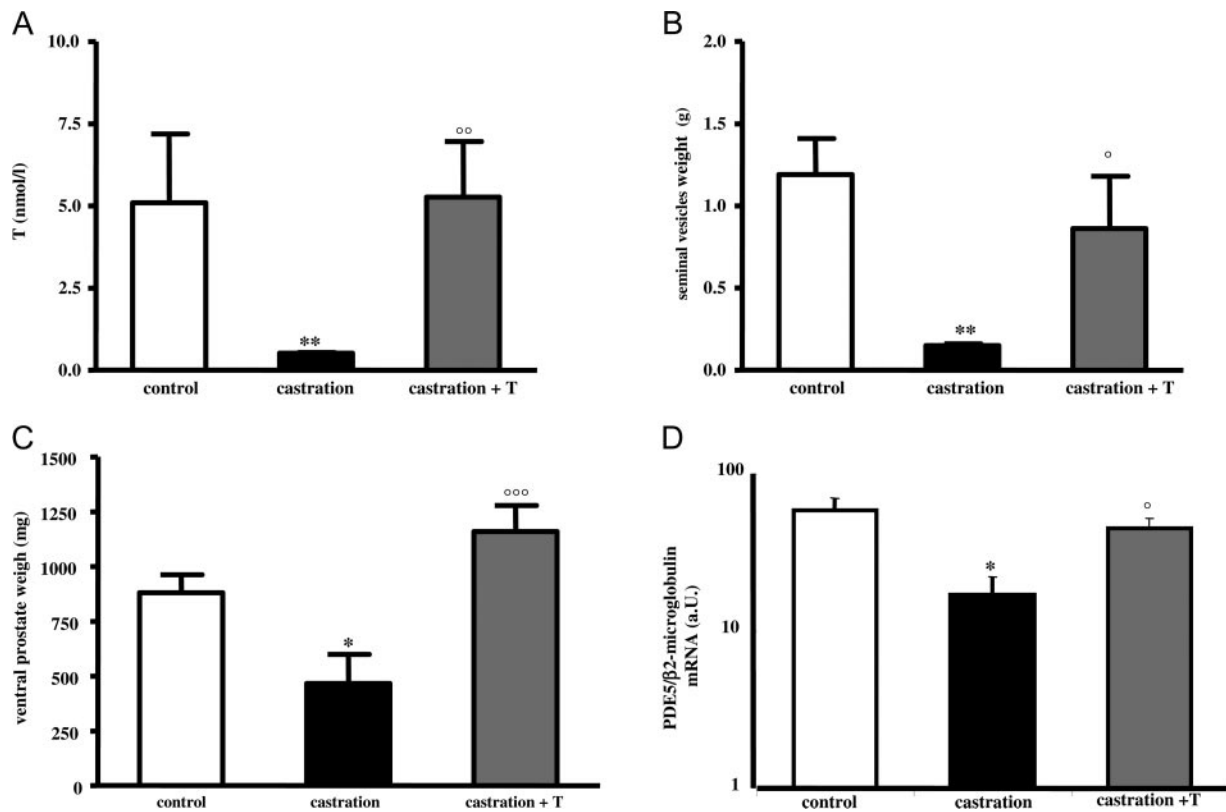 A
T (nmol/l)
10.0
7.5
5.0
2.5
0.0
**
°°
control
castration
castration + T
B
seminal vesicles weight (g)
2.0
1.5
1.0
0.5
0.0
**
°
control
castration
castration + T
C
ventral prostate weigh (mg)
1500
1250
1000
750
500
250
0
*
°°°
control
castration
castration + T
D
PDE5/β2-microglobulin
mRNA (a.U.)
100
10
1
*
°
control
castration
castration +T